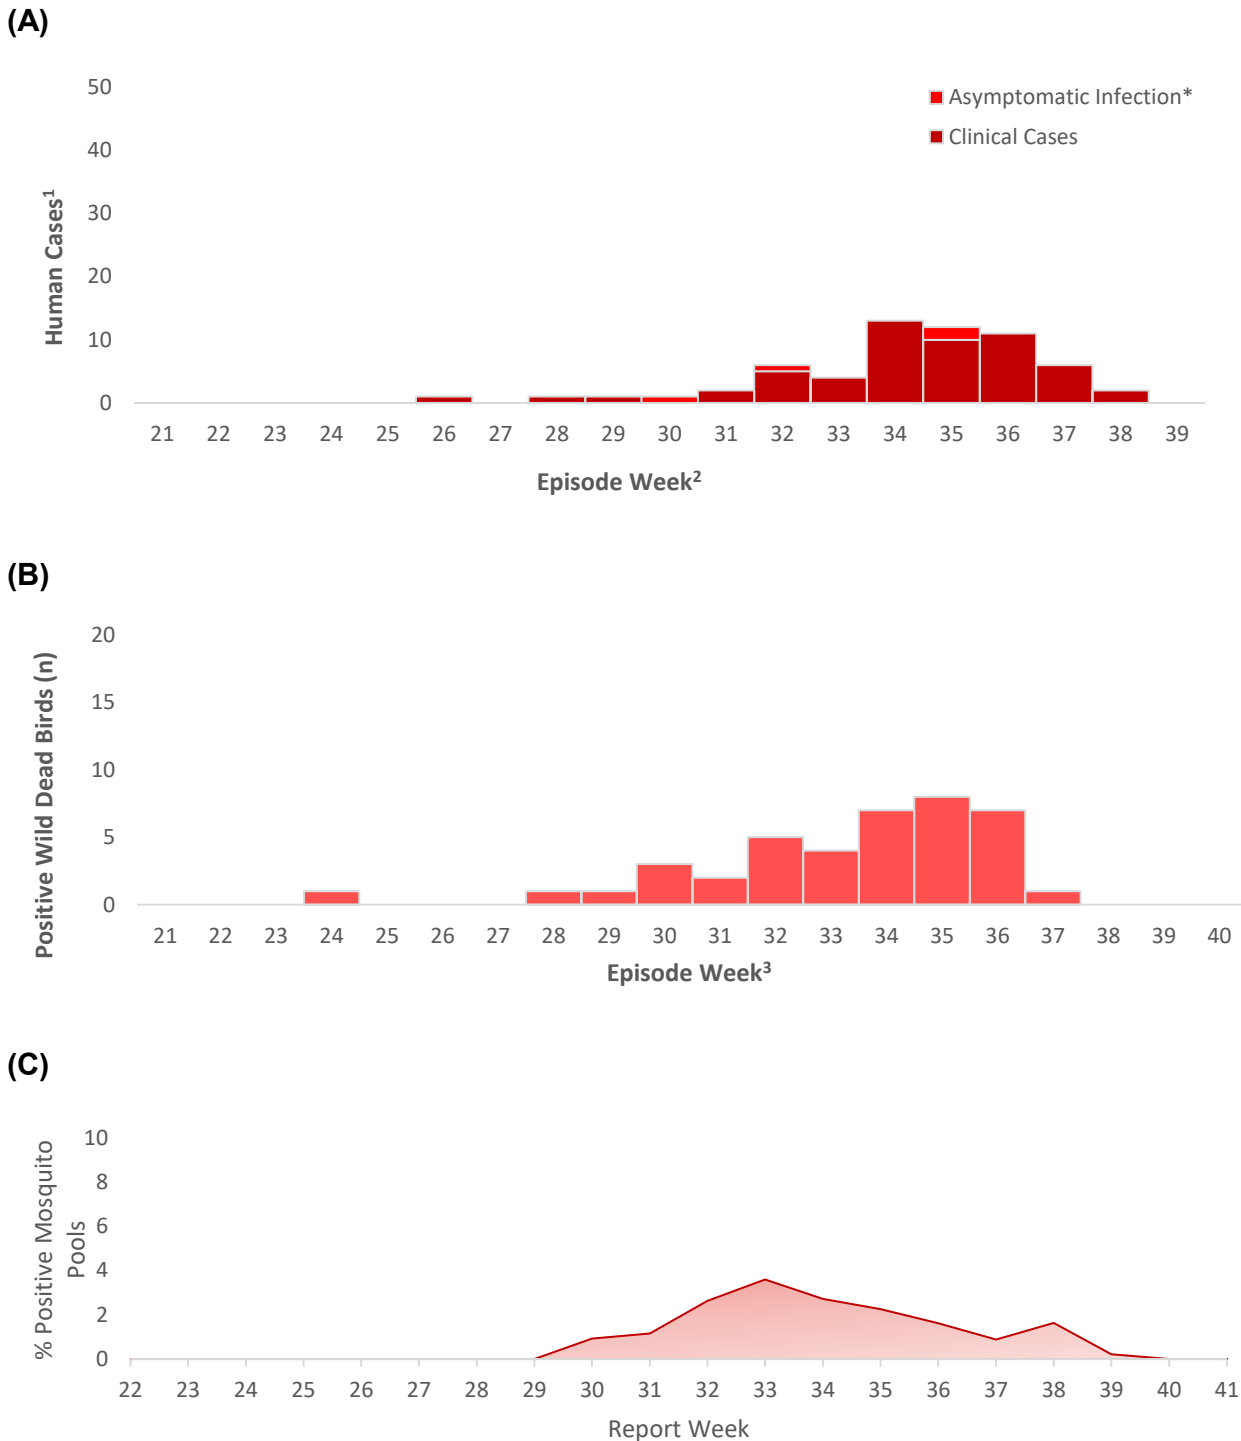 (A)
50
40
30
20
10
0
Human Cases¹
Asymptomatic Infection*
Clinical Cases
21 22 23 24 25 26 27 28 29 30 31 32 33 34 35 36 37 38 39
Episode Week²
(B)
20
15
10
5
0
Positive Wild Dead Birds (n)
21 22 23 24 25 26 27 28 29 30 31 32 33 34 35 36 37 38 39 40
Episode Week³
(C)
10
8
6
4
2
0
% Positive Mosquito
Pools
22 23 24 25 26 27 28 29 30 31 32 33 34 35 36 37 38 39 40 41
Report Week